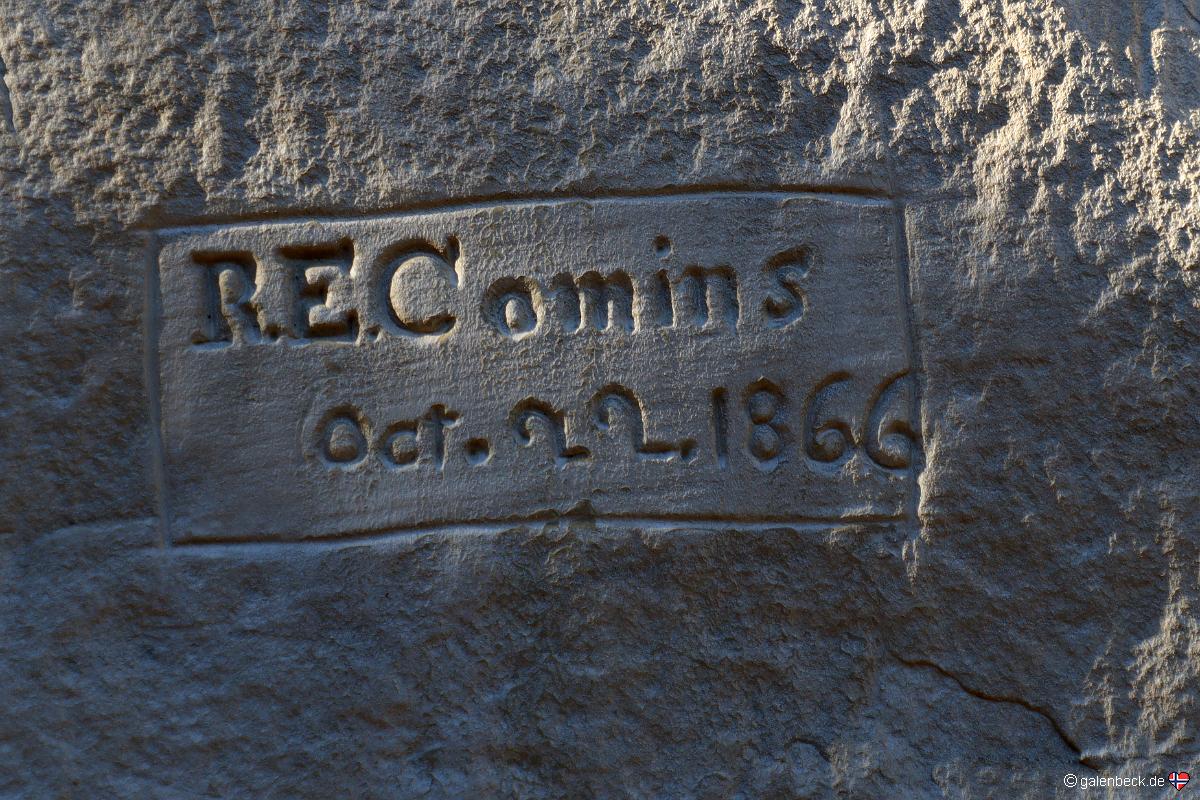 R.E.Comins
Oct. 22.1866
© galenbeck.de